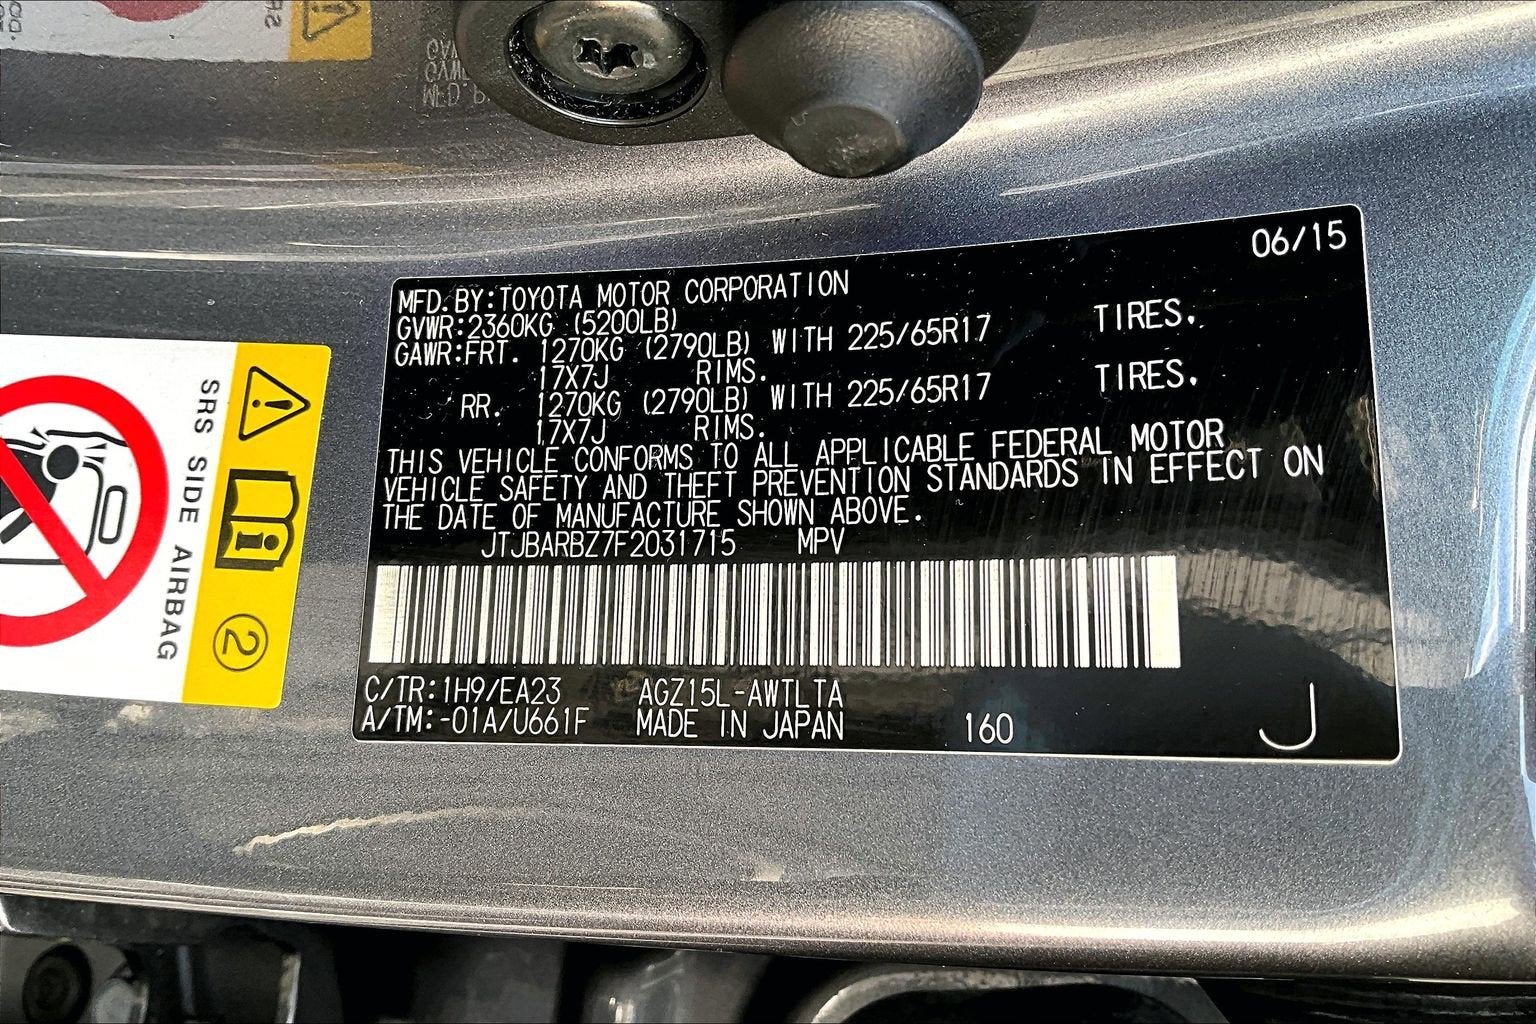 06/15
MFD.BY:TOYOTA MOTOR CORPORATION
GVWR:2360KG (5200LB)
GAWR:FRT. 1270KG (2790LB) WITH 225/65R17 TIRES.
17X7J RIMS.
RR. 1270KG (2790LB) WITH 225/65R17 TIRES.
17X7J RIMS.
THIS VEHICLE CONFORMS TO ALL APPLICABLE FEDERAL MOTOR
VEHICLE SAFETY AND THEFT PREVENTION STANDARDS IN EFFECT ON
THE DATE OF MANUFACTURE SHOWN ABOVE.
JTJBARBZ7F2031715 MPV
C/TR:1H9/EA23 AGZ15L-AWTLTA
A/TM:-01A/U661F MADE IN JAPAN 160 J
SRS SIDE AIRBAG
2